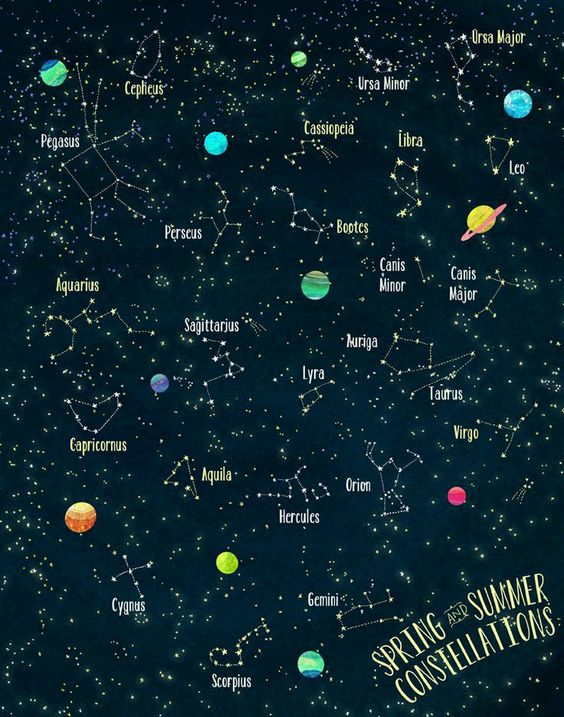 Orsa Major
Cepheus
Ursa Minor
Cassiopeia
Pegasus
Libra
Leo
Perseus
Bootes
Canis
Minor
Canis
Major
Aquarius
Sagittarius
Auriga
Lyra
Taurus
Capricornus
Virgo
Aquila
Orion
Hercules
Cygnus
Gemini
Scorpius
SPRING AND SUMMER
CONSTELLATIONS